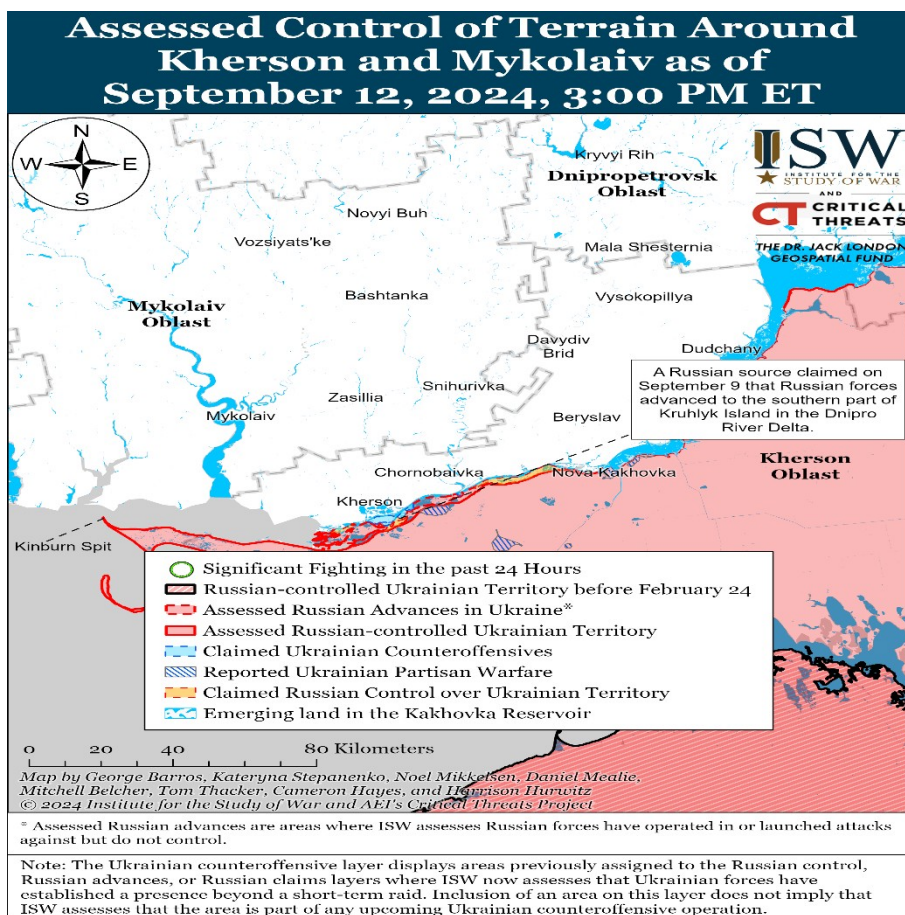 Assessed Control of Terrain Around
Kherson and Mykolaiv as of
September 12, 2024, 3:00 PM ET
N
W E
S
ISW
INSTITUTE FOR THE
STUDY OF WAR
AND
CT CRITICAL
THREATS
THE DR. JACK LONDON
GEOSPATIAL FUND
Kryvyi Rih
Dnipropetrovsk
Oblast
Novyi Buh
Vozsiyats'ke
Mala Shesternia
Bashtanka
Vysokopillya
Mykolaiv
Oblast
Davydiv
Brid
Dudchany
Snihurivka
Zasillia
Mykolaiv
Beryslav
A Russian source claimed on
September 9 that Russian forces
advanced to the southern part of
Kruhlyk Island in the Dnipro
River Delta.
Kherson
Oblast
Chornobaivka
Nova Kakhovka
Kherson
Kinburn Spit
Significant Fighting in the past 24 Hours
Russian-controlled Ukrainian Territory before February 24
Assessed Russian Advances in Ukraine*
Assessed Russian-controlled Ukrainian Territory
Claimed Ukrainian Counteroffensives
Reported Ukrainian Partisan Warfare
Claimed Russian Control over Ukrainian Territory
Emerging land in the Kakhovka Reservoir
0 20 40 80 Kilometers
Map by George Barros, Kateryna Stepanenko, Noel Mikkelsen, Daniel Mealie,
Mitchell Belcher, Tom Thacker, Cameron Hayes, and Harrison Hurwitz
© 2024 Institute for the Study of War and AEI's Critical Threats Project
* Assessed Russian advances are areas where ISW assesses Russian forces have operated in or launched attacks
against but do not control.
Note: The Ukrainian counteroffensive layer displays areas previously assigned to the Russian control,
Russian advances, or Russian claims layers where ISW now assesses that Ukrainian forces have
established a presence beyond a short-term raid. Inclusion of an area on this layer does not imply that
ISW assesses that the area is part of any upcoming Ukrainian counteroffensive operation.